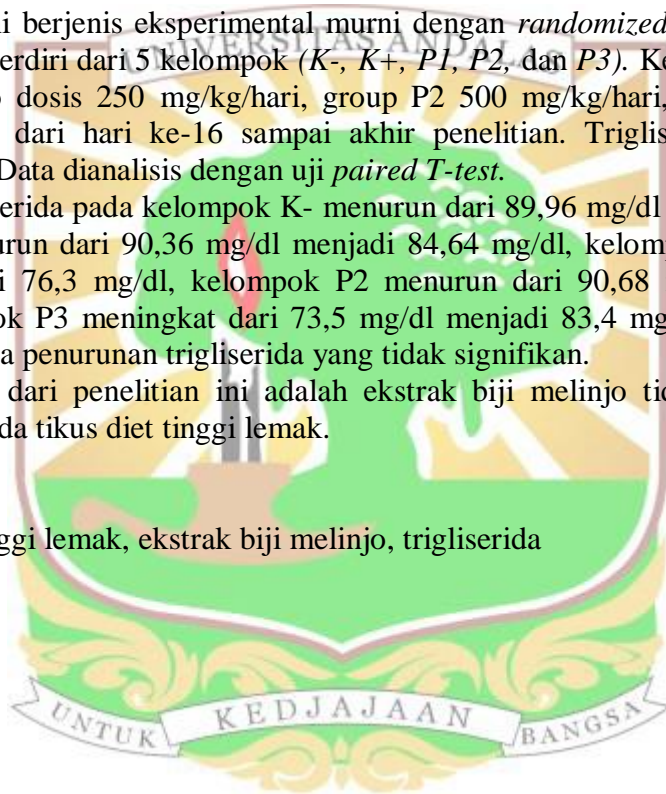 i berjenis eksperimental murni dengan randomized
erdiri dari 5 kelompok (K-, K+, P1, P2, dan P3). Ke
dosis 250 mg/kg/hari, group P2 500 mg/kg/hari,
dari hari ke-16 sampai akhir penelitian. Triglis
Data dianalisis dengan uji paired T-test.
erida pada kelompok K- menurun dari 89,96 mg/dl
urun dari 90,36 mg/dl menjadi 84,64 mg/dl, kelomp
i 76,3 mg/dl, kelompok P2 menurun dari 90,68
ok P3 meningkat dari 73,5 mg/dl menjadi 83,4 mg
a penurunan trigliserida yang tidak signifikan.
dari penelitian ini adalah ekstrak biji melinjo tid
da tikus diet tinggi lemak.
ggi lemak, ekstrak biji melinjo, trigliserida
UNIVERSITAS ANDALAS
UNTUK KEDJAJAAN BANGSA